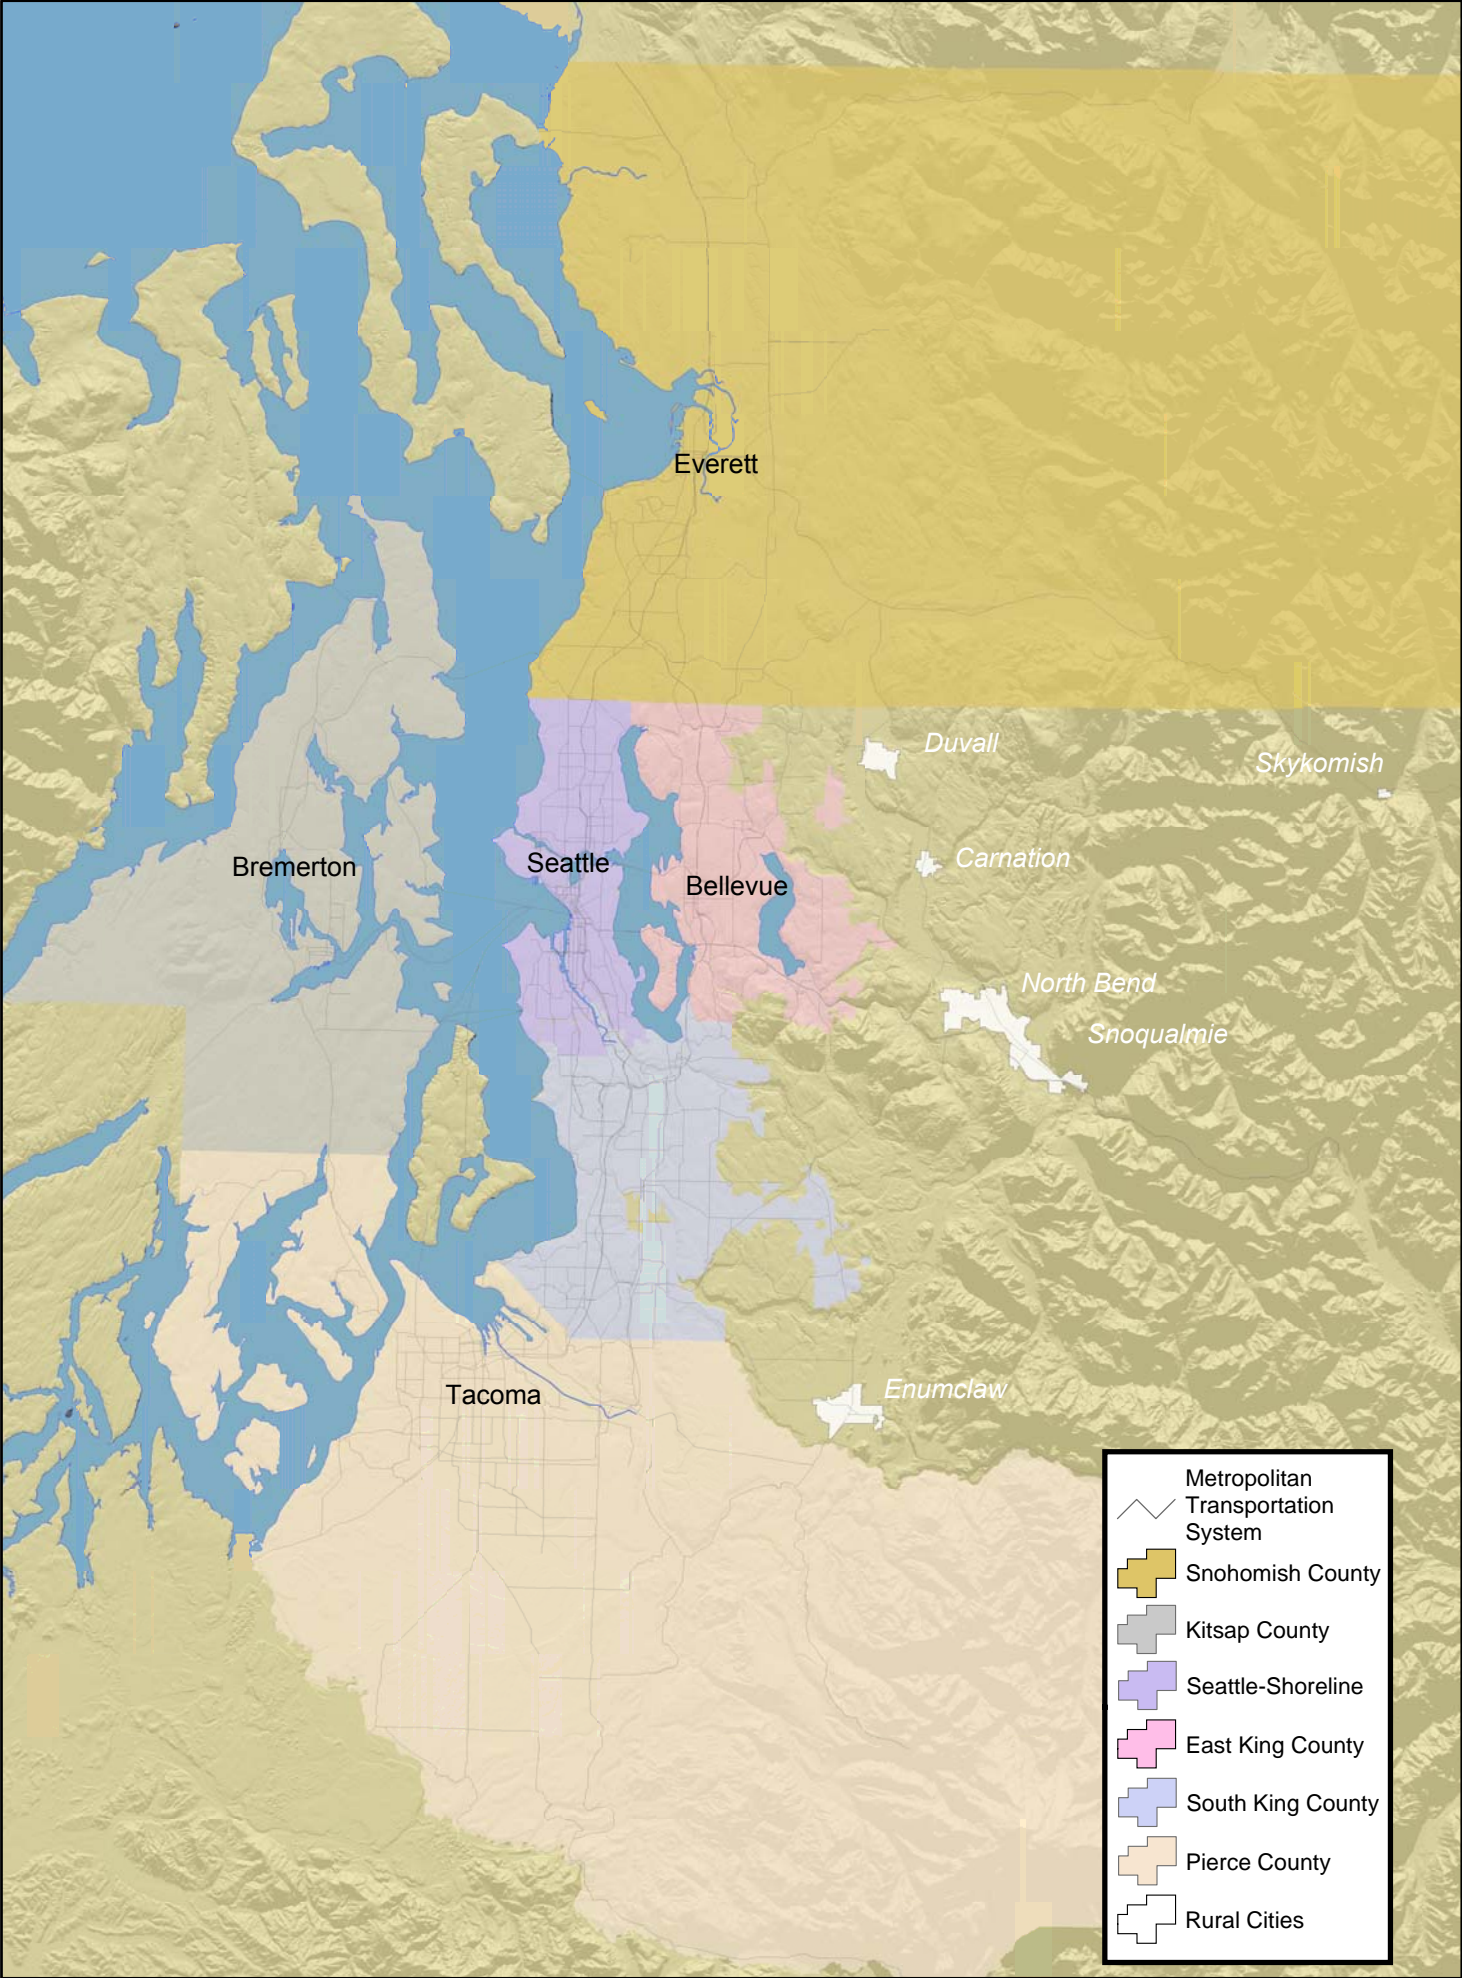 Everett
Duvall
Skykomish
Bremerton
Seattle
Carnation
Bellevue
North Bend
Snoqualmie
Enumclaw
Tacoma
Metropolitan
Transportation
System
Snohomish County
Kitsap County
Seattle-Shoreline
East King County
South King County
Pierce County
Rural Cities